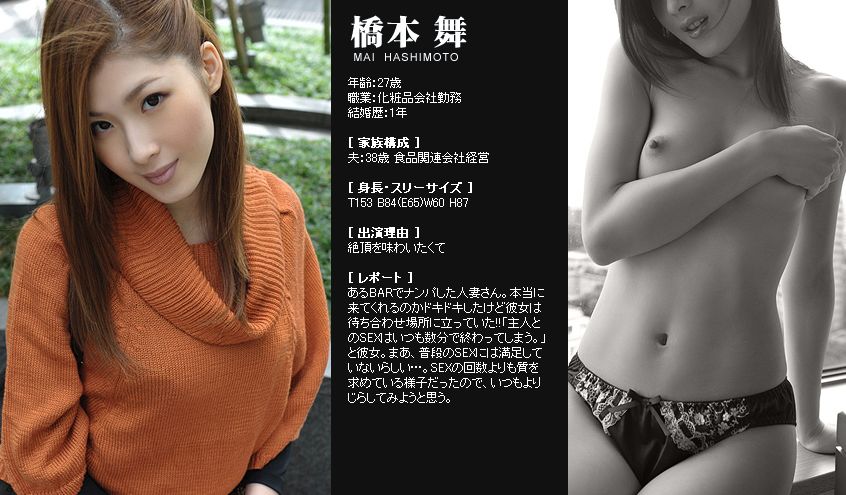 橋本 舞
MAI HASHIMOTO
年齢:27歳
職業:化粧品会社勤務
結婚歴:1年
[ 家族構成 ]
夫:38歳 食品関連会社経営
[ 身長・スリーサイズ ]
T153 B84(E65)W60 H87
[ 出演理由 ]
絶頂を味わいたくて
[ レポート ]
あるBARでナンパした人妻さん。本当に
来てくれるのかドキドキしたけど彼女は
待ち合わせ場所に立っていた!!「主人と
のSEXはいつも数分で終わってしまう。」
と彼女。まあ、普段のSEXには満足して
いないらしい…。SEXの回数よりも質を
求めている様子だったので、いつもより
じらしてみようと思う。